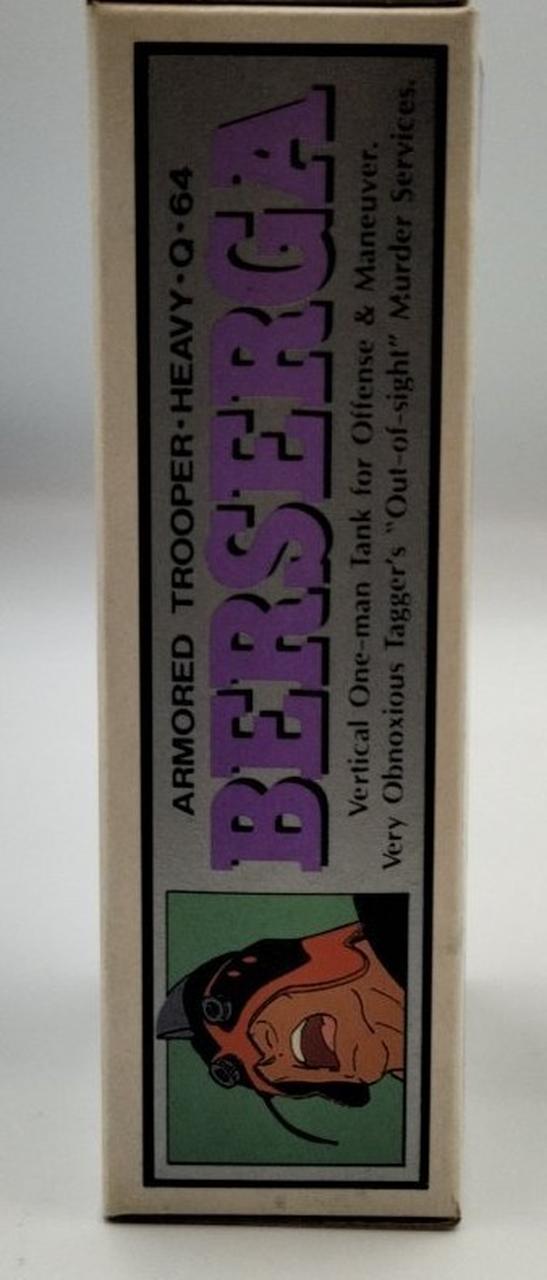 ARMORED TROOPER·HEAVY·Q·64
BERSERGA
Vertical One-man Tank for Offense & Maneuver.
Very Obnoxious Tagger's "Out-of-sight" Murder Services.